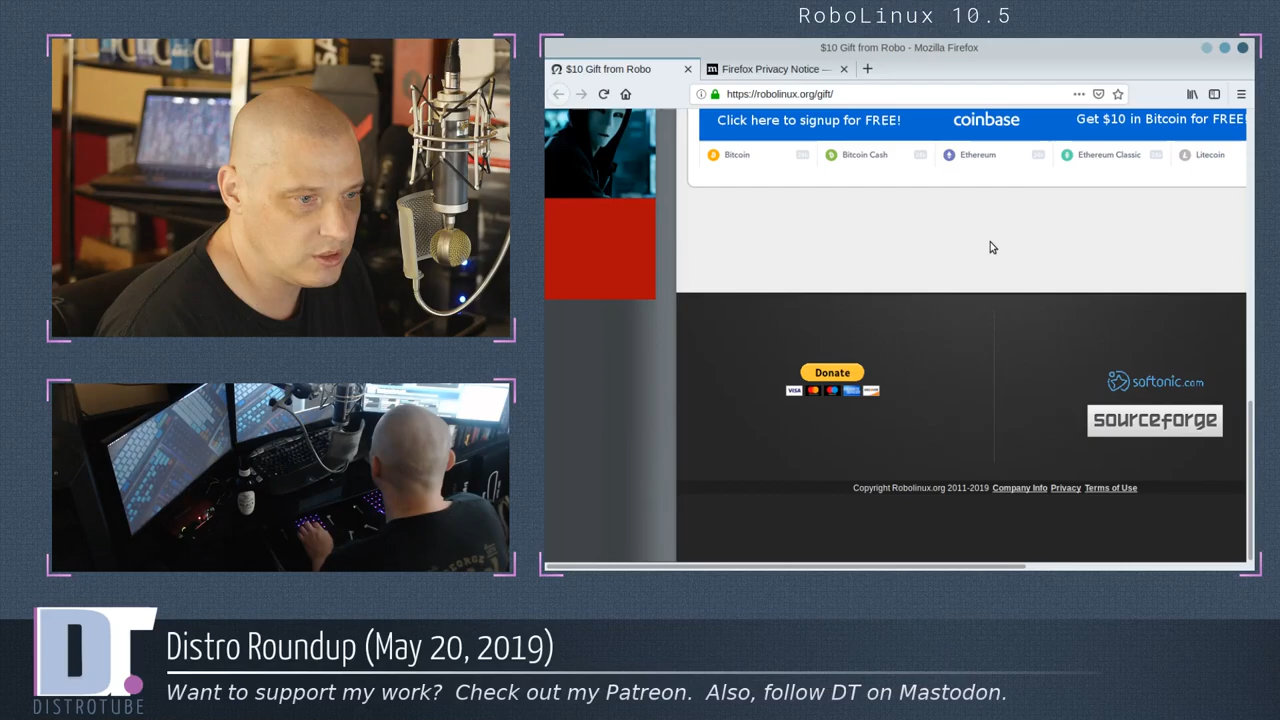 RoboLinux 10.5
$10 Gift from Robo - Mozilla Firefox
$10 Gift from Robo
Firefox Privacy Notice —
https://robolinux.org/gift/
Click here to signup for FREE! coinbase Get $10 in Bitcoin for FREE!
Bitcoin Bitcoin Cash Ethereum Ethereum Classic Litecoin
Donate
VISA
softonic.com
sourceforge
Copyright Robolinux.org 2011-2019 Company Info Privacy Terms of Use
DT
DISTROTUBE
Distro Roundup (May 20, 2019)
Want to support my work? Check out my Patreon. Also, follow DT on Mastodon.